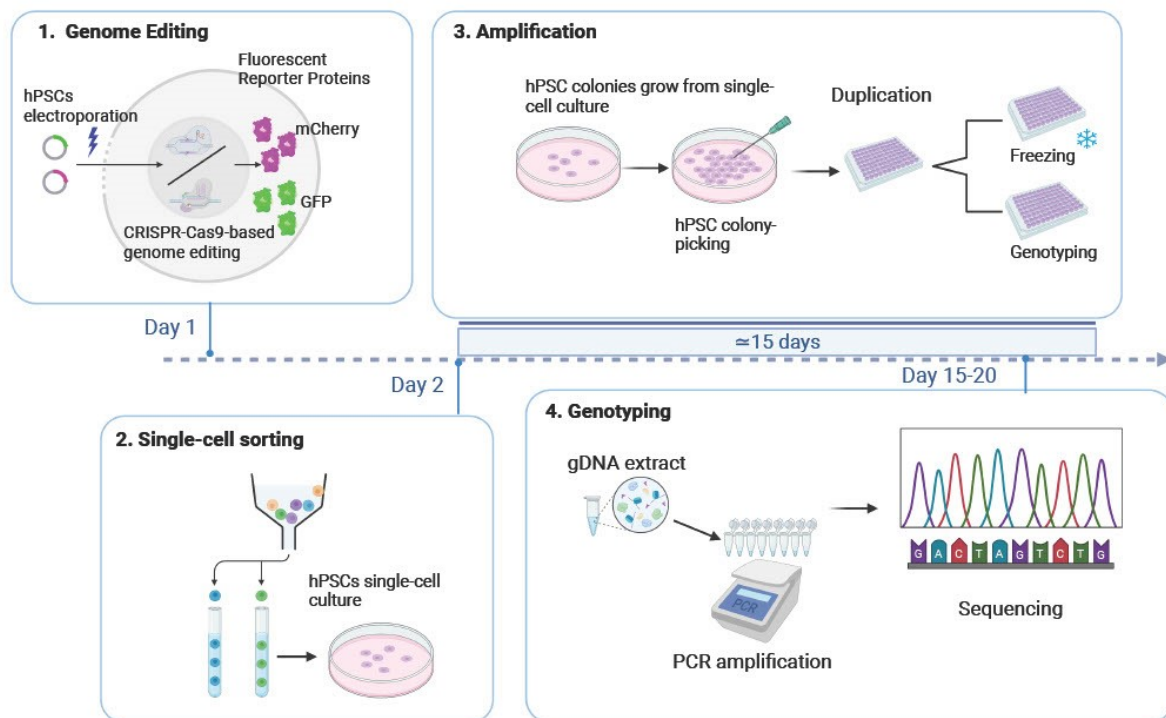 1. Genome Editing
Fluorescent
Reporter Proteins
hPSCs
electroporation
mCherry
GFP
CRISPR-Cas9-based
genome editing
3. Amplification
hPSC colonies grow from single-
cell culture
Duplication
Freezing
hPSC colony-
picking
Genotyping
Day 1
≃15 days
Day 2
Day 15-20
2. Single-cell sorting
hPSCs single-cell
culture
4. Genotyping
gDNA extract
PCR
PCR amplification
G A C T A G T C T G
Sequencing